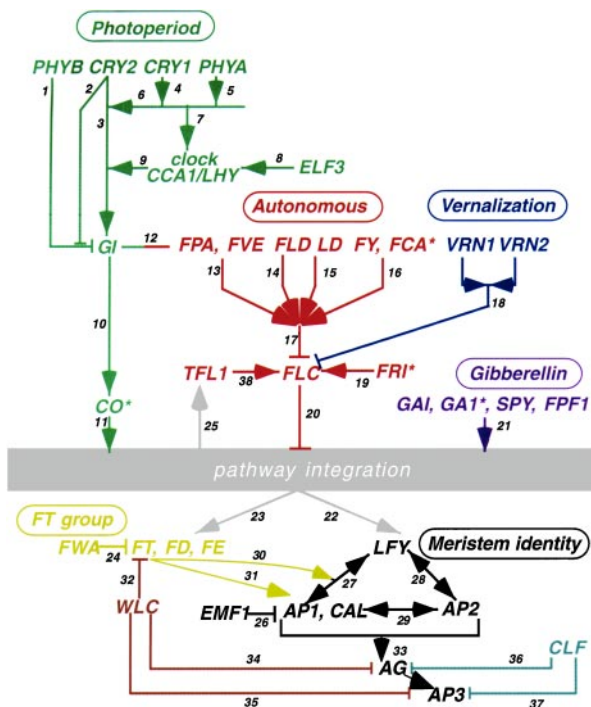 Photoperiod
PHYB CRY2 CRY1 PHYA
1 2 3 6 4 5
7
9 clock 8
CCA1/LHY ELF3
Autonomous Vernalization
GI 12 FPA, FVE FLD LD FY, FCA* VRN1 VRN2
13 14 15 16
18
10 17
TFL1 38 FLC 19 FRI* Gibberellin
CO* GAI, GA1*, SPY, FPF1
11 25 20 21
pathway integration
FT group 23 22
FWA 24 FT, FD, FE 30 LFY Meristem identity
32 31 27 28
WLC EMF1 26 AP1, CAL 29 AP2
34 33 36 CLF
AG
35 AP3 37